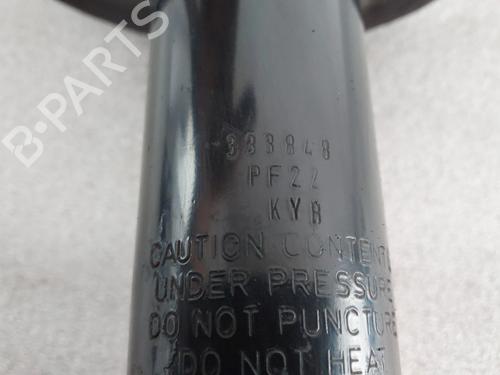 B-PARTS
333848
PF22
KYB
CAUTION CONTENT
UNDER PRESSURE
DO NOT PUNCTURE
DO NOT HEAT